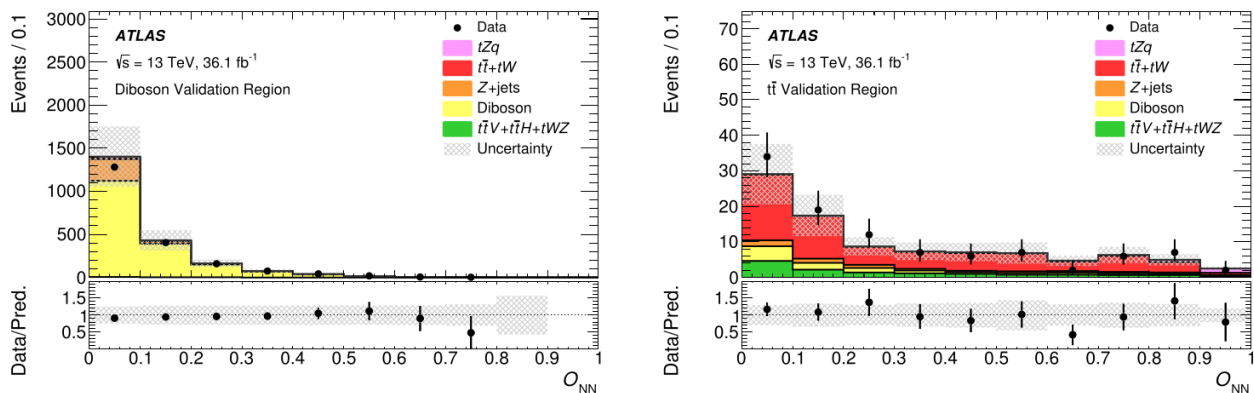 Events / 0.1
3000
2500
2000
1500
1000
500
0
ATLAS
√s = 13 TeV, 36.1 fb⁻¹
Diboson Validation Region
Data
tZq
tt̄+tW
Z+jets
Diboson
tt̄V+tt̄H+tWZ
Uncertainty
Data/Pred.
1.5
1
0.5
0 0.1 0.2 0.3 0.4 0.5 0.6 0.7 0.8 0.9 1
O_NN
Events / 0.1
70
60
50
40
30
20
10
0
ATLAS
√s = 13 TeV, 36.1 fb⁻¹
tt̄ Validation Region
Data
tZq
tt̄+tW
Z+jets
Diboson
tt̄V+tt̄H+tWZ
Uncertainty
Data/Pred.
1.5
1
0.5
0 0.1 0.2 0.3 0.4 0.5 0.6 0.7 0.8 0.9 1
O_NN